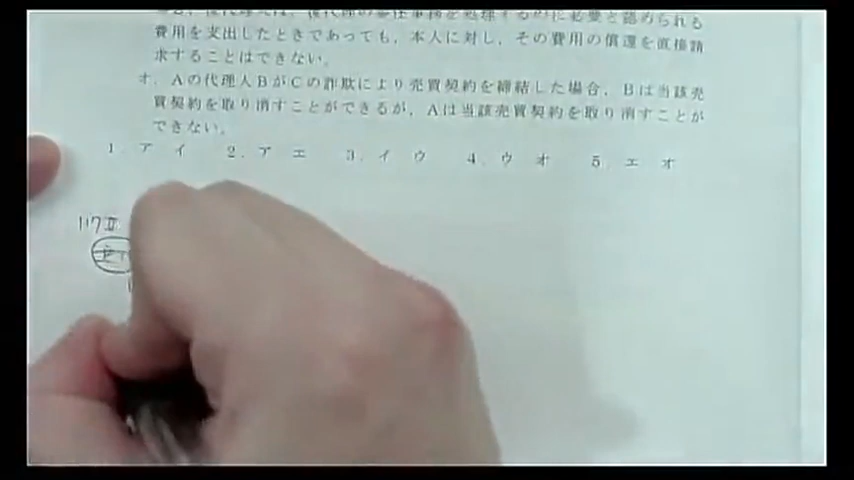 費用を支出したときであっても，本人に対し，その費用の償還を直接請
求することはできない。
オ．Aの代理人BがCの詐欺により売買契約を締結した場合，Bは当該売
買契約を取り消すことができるが，Aは当該売買契約を取り消すことが
できない。
1．ア イ 2．ア エ 3．イ ウ 4．ウ オ 5．エ オ
117Ⅱ